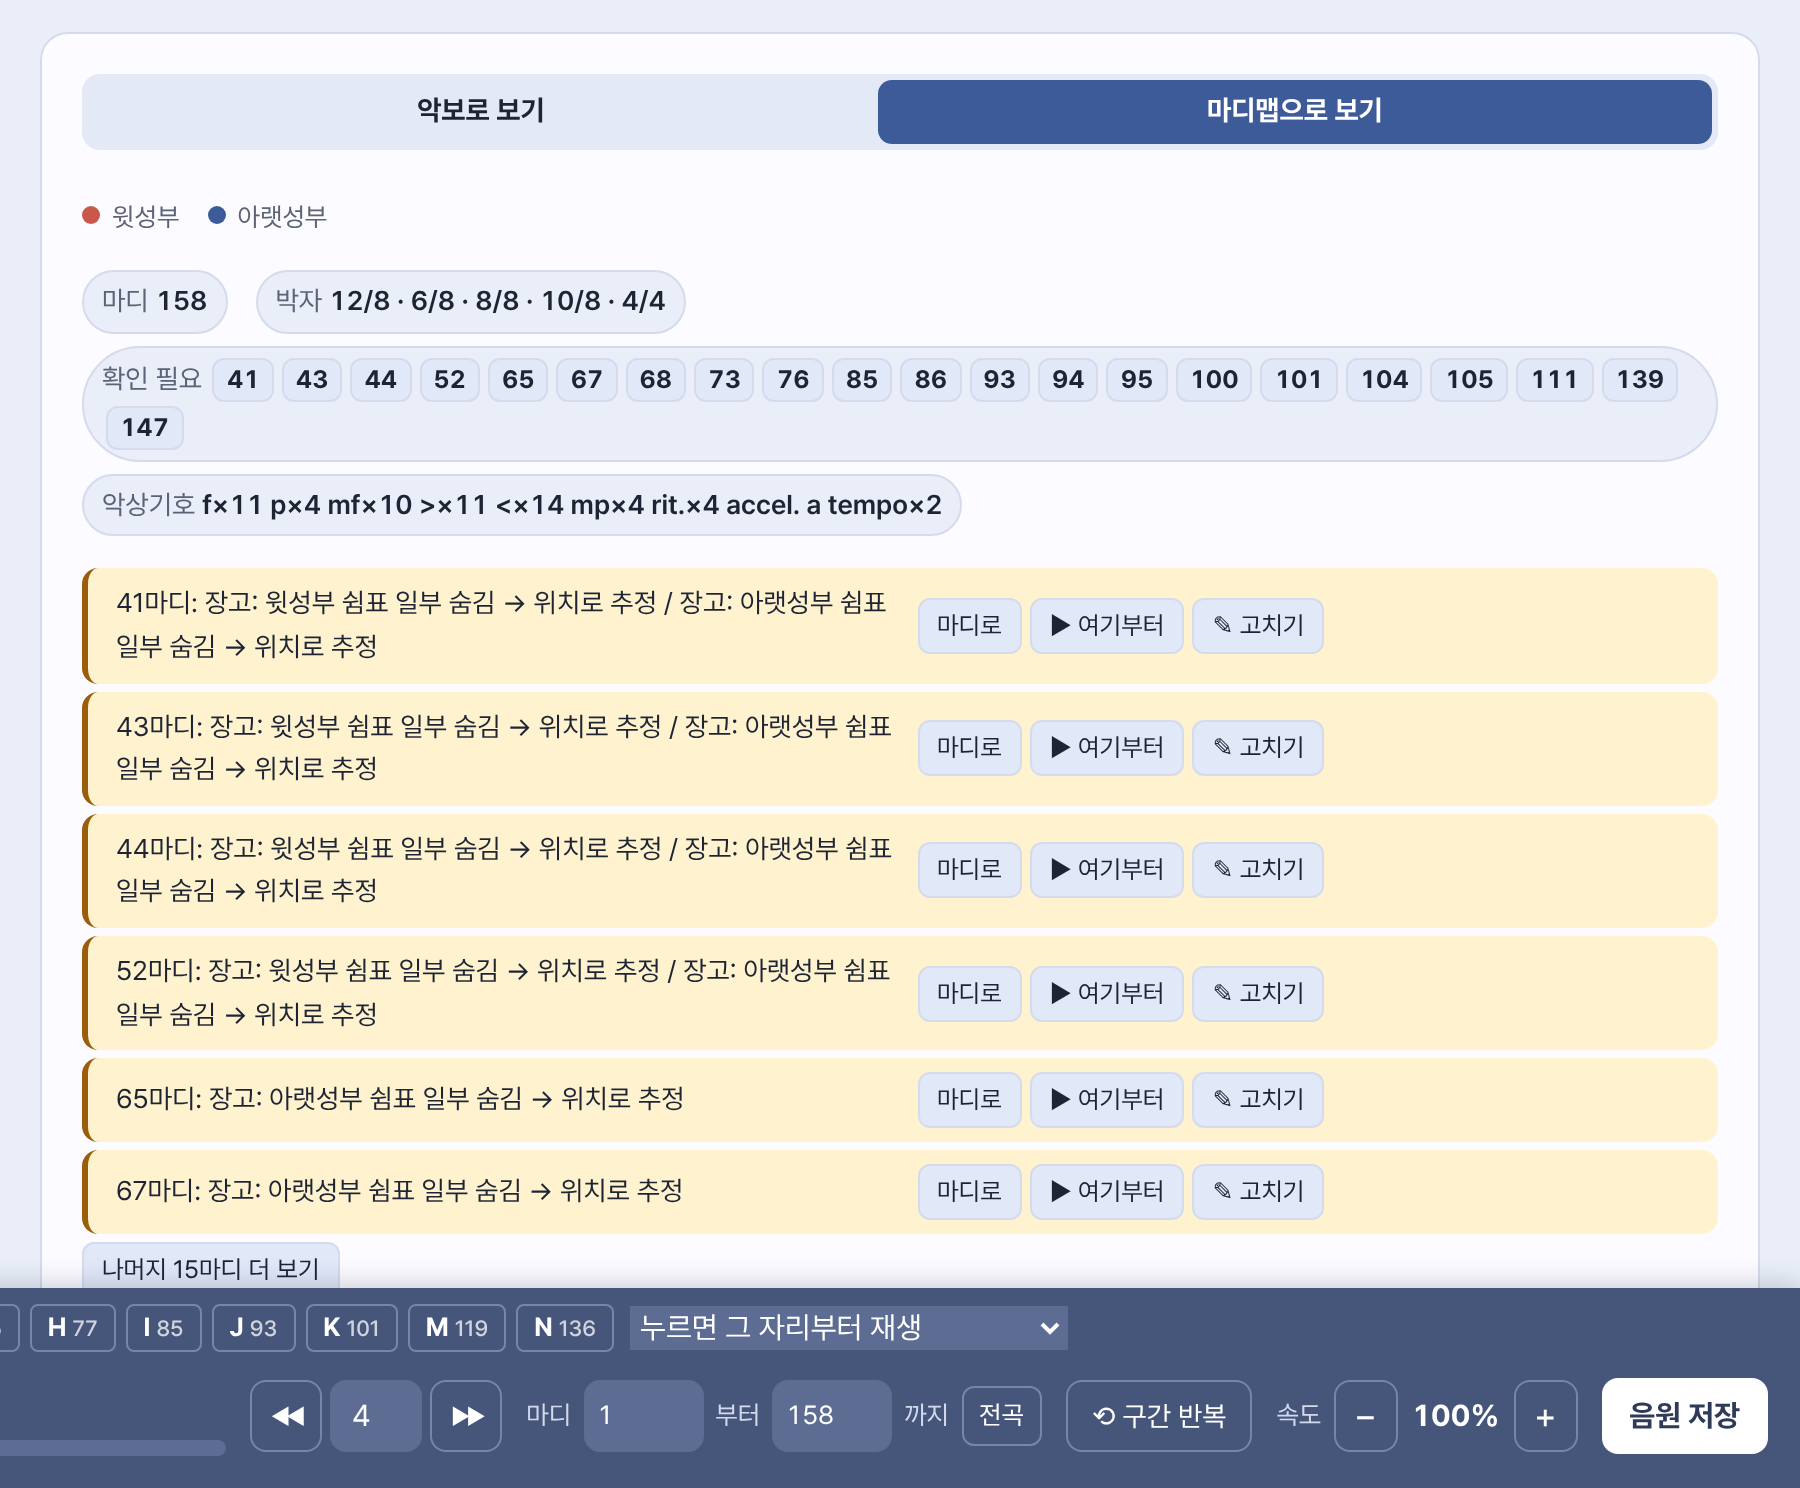 악보로 보기
마디맵으로 보기
윗성부 아랫성부
마디 158
박자 12/8 · 6/8 · 8/8 · 10/8 · 4/4
확인 필요 41 43 44 52 65 67 68 73 76 85 86 93 94 95 100 101 104 105 111 139
147
악상기호 f×11 p×4 mf×10 >×11 <×14 mp×4 rit.×4 accel. a tempo×2
41마디: 장고: 윗성부 쉼표 일부 숨김 → 위치로 추정 / 장고: 아랫성부 쉼표
일부 숨김 → 위치로 추정
마디로 ▶ 여기부터 ✎ 고치기
43마디: 장고: 윗성부 쉼표 일부 숨김 → 위치로 추정 / 장고: 아랫성부 쉼표
일부 숨김 → 위치로 추정
마디로 ▶ 여기부터 ✎ 고치기
44마디: 장고: 윗성부 쉼표 일부 숨김 → 위치로 추정 / 장고: 아랫성부 쉼표
일부 숨김 → 위치로 추정
마디로 ▶ 여기부터 ✎ 고치기
52마디: 장고: 윗성부 쉼표 일부 숨김 → 위치로 추정 / 장고: 아랫성부 쉼표
일부 숨김 → 위치로 추정
마디로 ▶ 여기부터 ✎ 고치기
65마디: 장고: 아랫성부 쉼표 일부 숨김 → 위치로 추정
마디로 ▶ 여기부터 ✎ 고치기
67마디: 장고: 아랫성부 쉼표 일부 숨김 → 위치로 추정
마디로 ▶ 여기부터 ✎ 고치기
나머지 15마디 더 보기
H 77 I 85 J 93 K 101 M 119 N 136 누르면 그 자리부터 재생
4 마디 1 부터 158 까지 전곡 ⟲ 구간 반복 속도 − 100% + 음원 저장